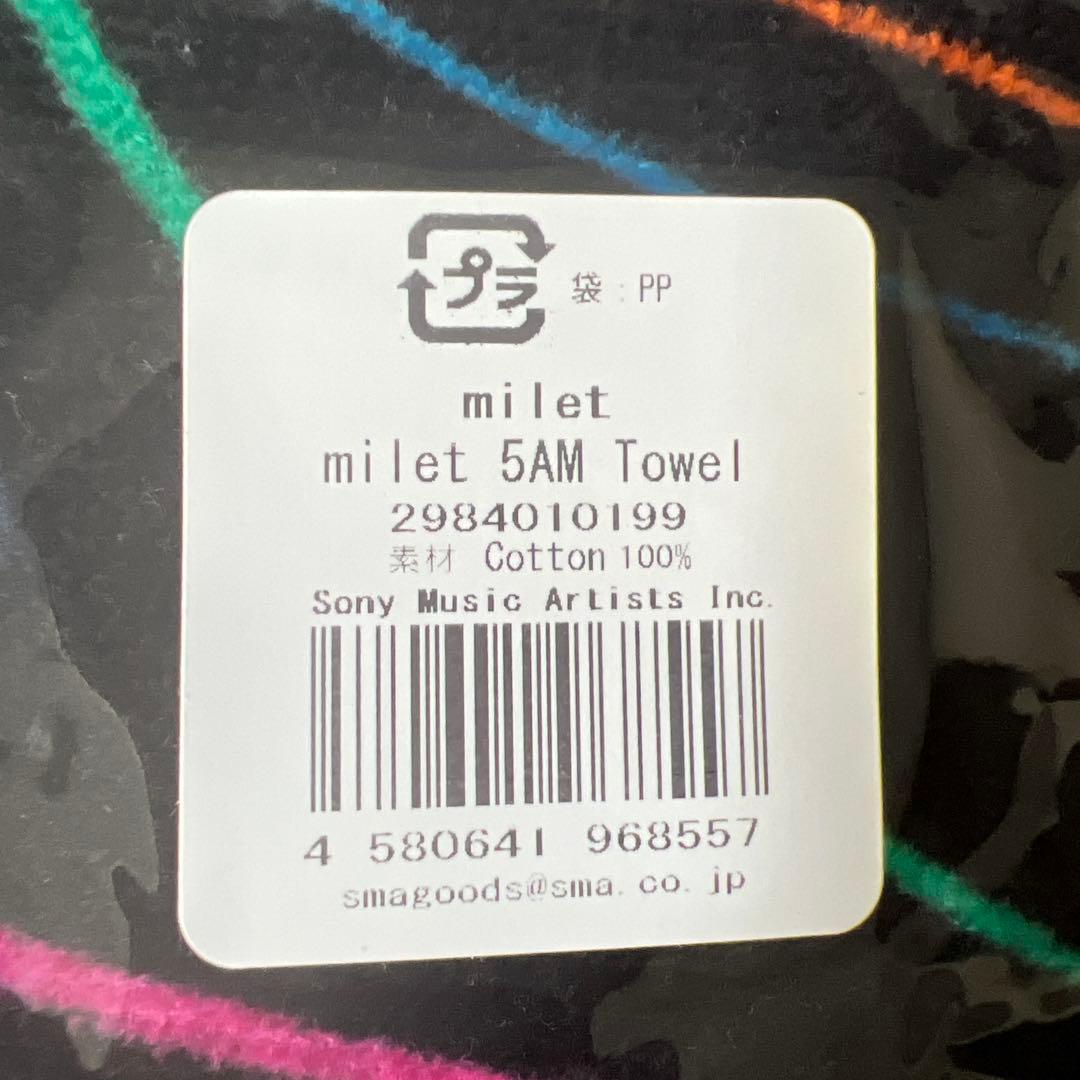 プラ 袋：PP
milet
milet 5AM Towel
2984010199
素材 Cotton 100%
Sony Music Artists Inc.
4 580641 968557
smagoods@sma.co.jp